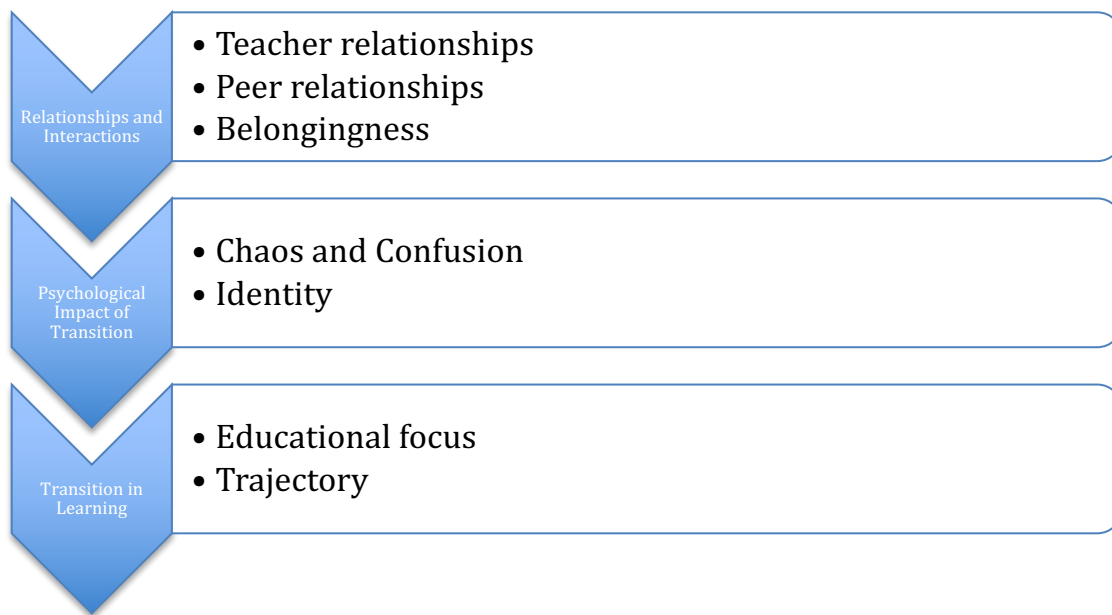 Relationships and
Interactions
• Teacher relationships
• Peer relationships
• Belongingness
Psychological
Impact of
Transition
• Chaos and Confusion
• Identity
Transition in
Learning
• Educational focus
• Trajectory